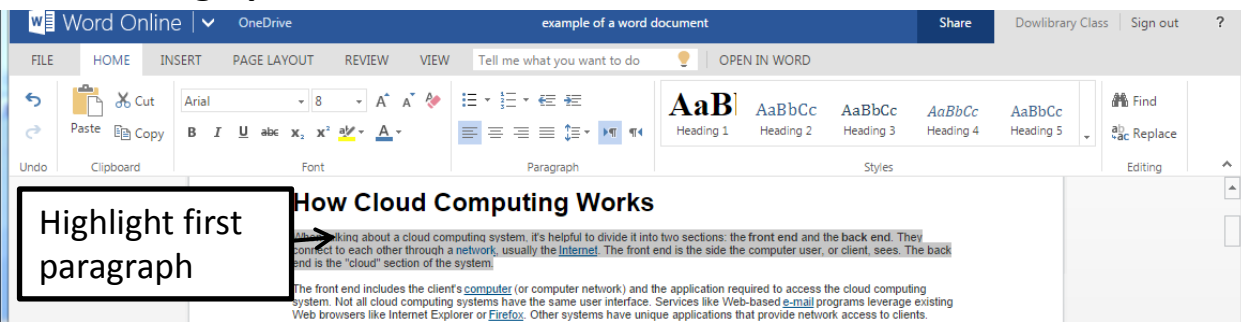 Word Online OneDrive example of a word document Share Dowlibrary Class Sign out ?
FILE HOME INSERT PAGE LAYOUT REVIEW VIEW Tell me what you want to do OPEN IN WORD
Cut Arial 8 AaB AaBbCc AaBbCc AaBbCc AaBbCc Find
Paste Copy B I U abc Heading 1 Heading 2 Heading 3 Heading 4 Heading 5 Replace
Undo Clipboard Font Paragraph Styles Editing
Highlight first
paragraph
How Cloud Computing Works
talking about a cloud computing system, it's helpful to divide it into two sections: the front end and the back end. They
connect to each other through a network, usually the Internet. The front end is the side the computer user, or client, sees. The back
end is the "cloud" section of the system.
The front end includes the client's computer (or computer network) and the application required to access the cloud computing
system. Not all cloud computing systems have the same user interface. Services like Web-based e-mail programs leverage existing
Web browsers like Internet Explorer or Firefox. Other systems have unique applications that provide network access to clients.